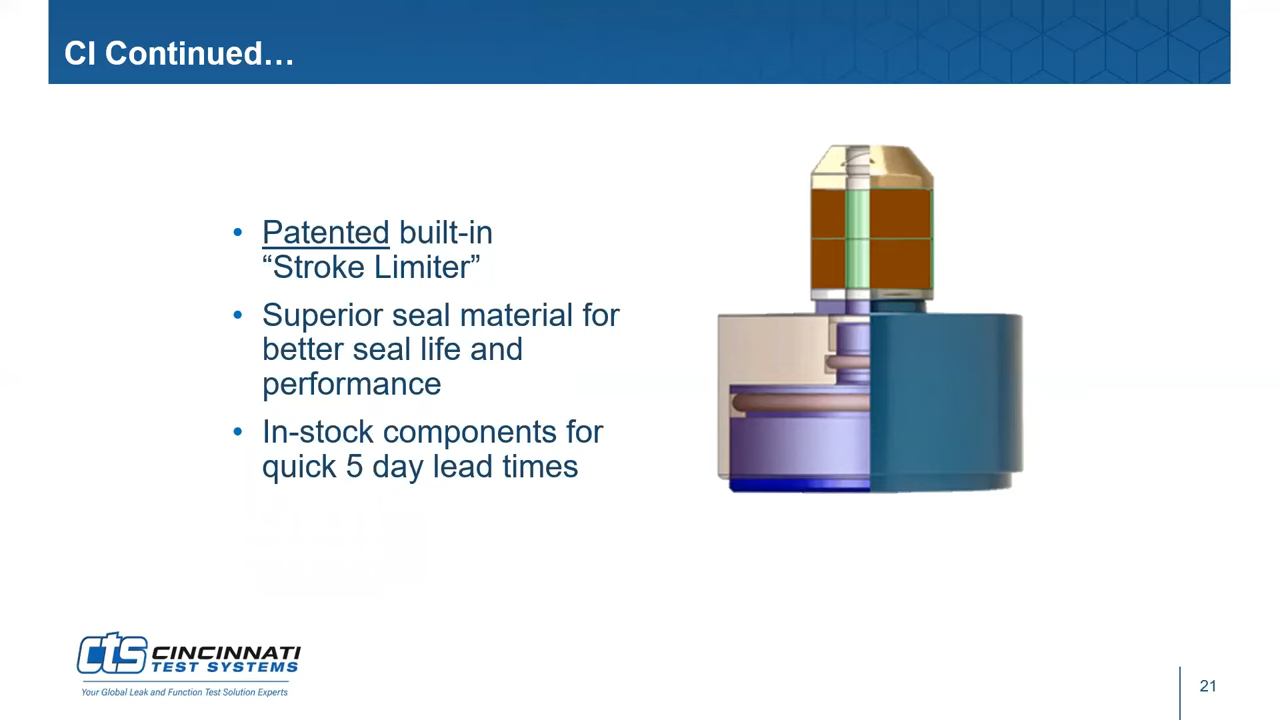 CI Continued…
• Patented built-in
“Stroke Limiter”
• Superior seal material for
better seal life and
performance
• In-stock components for
quick 5 day lead times
cts CINCINNATI
TEST SYSTEMS
Your Global Leak and Function Test Solution Experts
21